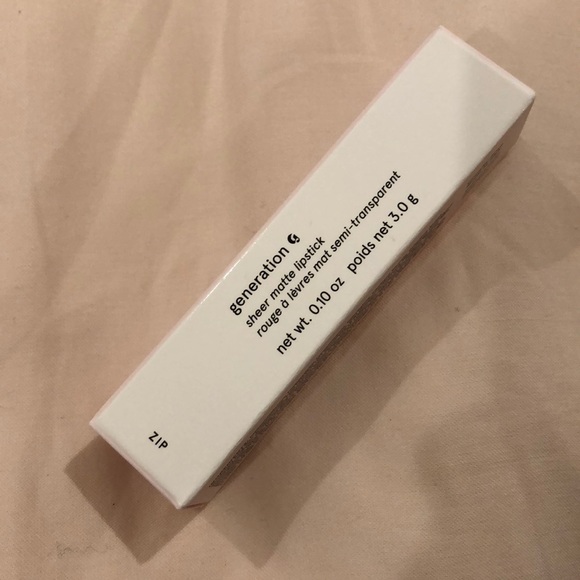 generation G
sheer matte lipstick
rouge à lèvres mat semi-transparent
net wt. 0.10 oz poids net 3.0 g
ZIP